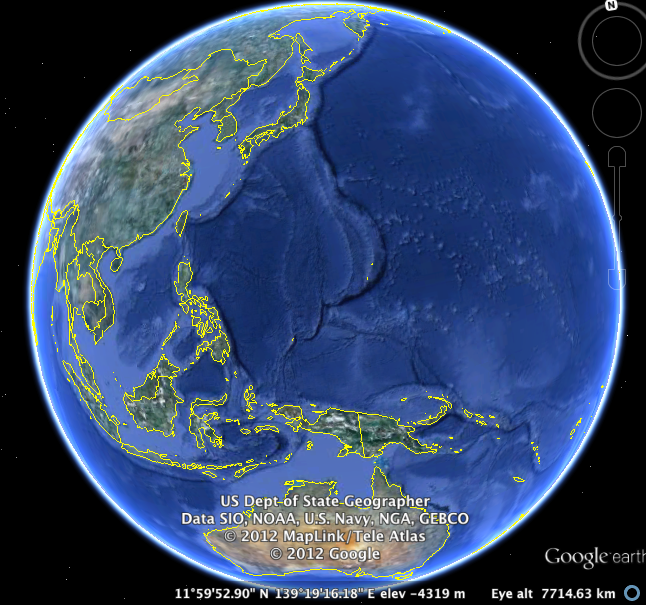 N
US Dept of State Geographer
Data SIO, NOAA, U.S. Navy, NGA, GEBCO
© 2012 MapLink/Tele Atlas
© 2012 Google
Google earth
11°59'52.90" N 139°19'16.18" E elev -4319 m Eye alt 7714.63 km